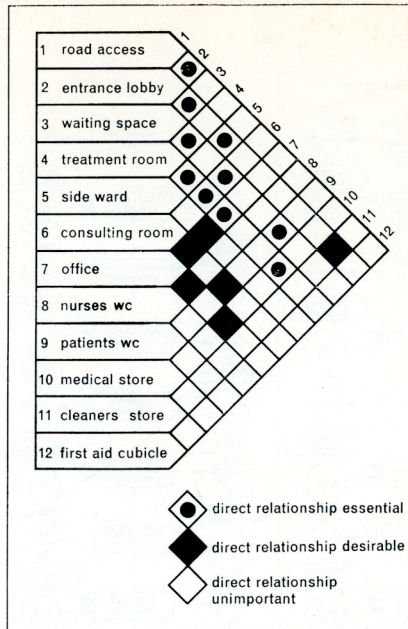 1
2
3
4
5
6
7
8
9
10
11
12
1 road access
2 entrance lobby
3 waiting space
4 treatment room
5 side ward
6 consulting room
7 office
8 nurses wc
9 patients wc
10 medical store
11 cleaners store
12 first aid cubicle
direct relationship essential
direct relationship desirable
direct relationship
unimportant